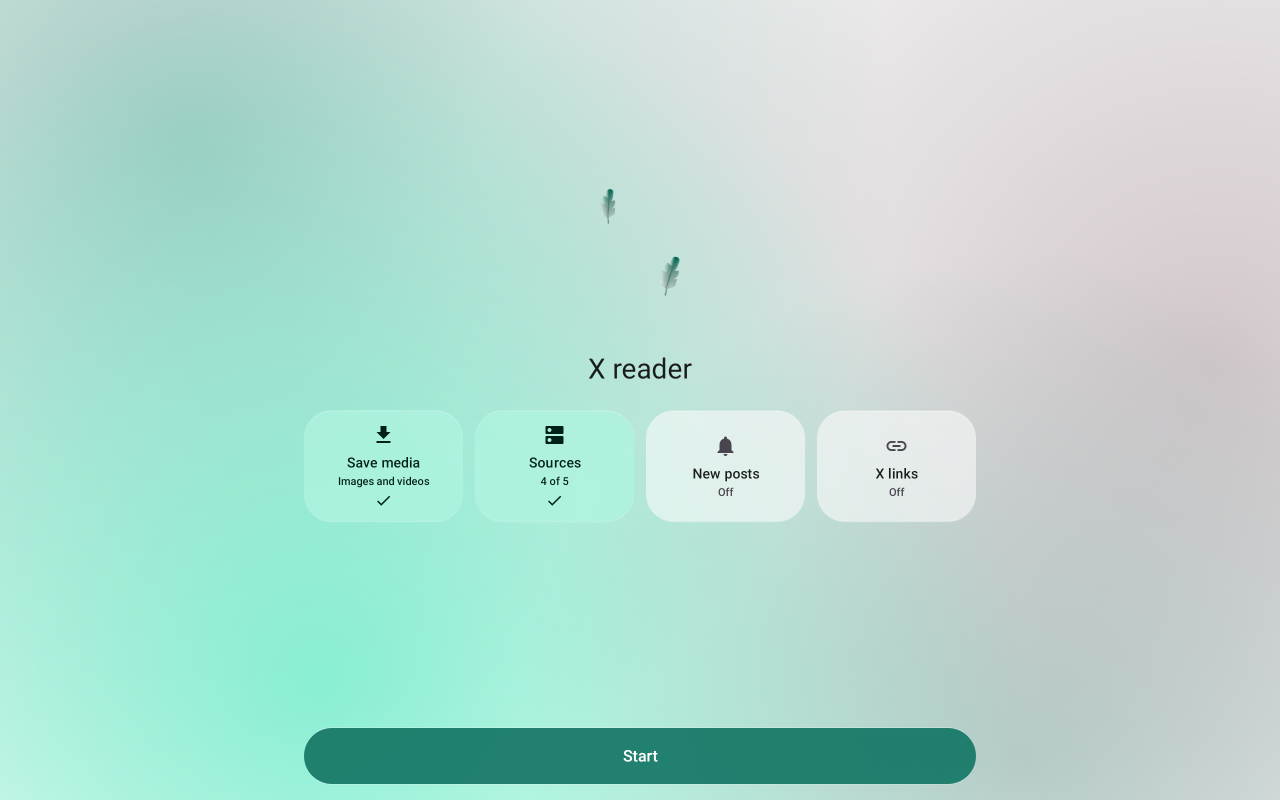 X reader
Save media
Images and videos
Sources
4 of 5
New posts
Off
X links
Off
Start